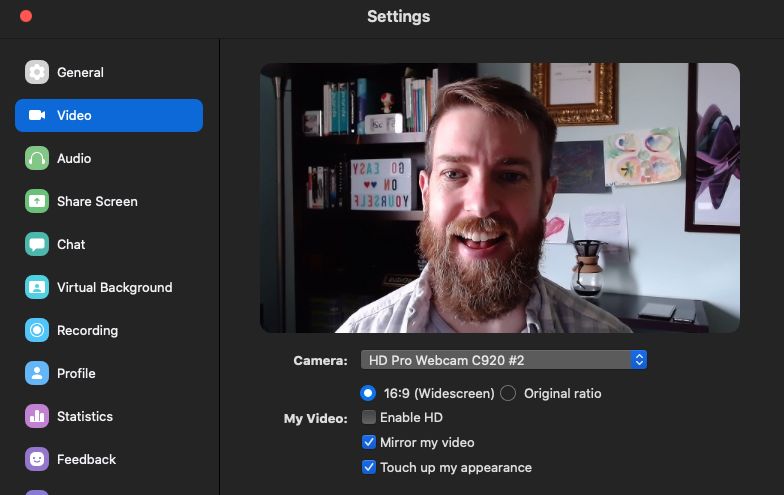 Settings
General
Video
Audio
Share Screen
Chat
Virtual Background
Recording
Profile
Statistics
Feedback
GO EASY
ON
YOURSELF
Camera: HD Pro Webcam C920 #2
16:9 (Widescreen) Original ratio
My Video: Enable HD
Mirror my video
Touch up my appearance